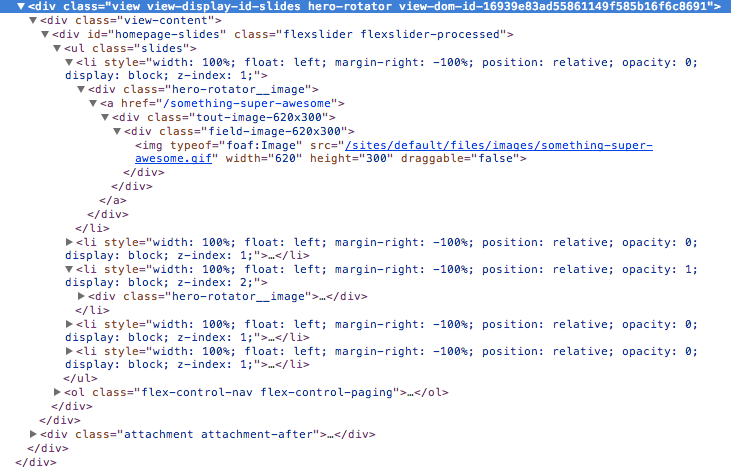 <div class="view view-display-id-slides hero-rotator view-dom-id-16939e83ad55861149f585b16f6c8691">
<div class="view-content">
<div id="homepage-slides" class="flexslider flexslider-processed">
<ul class="slides">
<li style="width: 100%; float: left; margin-right: -100%; position: relative; opacity: 0;
display: block; z-index: 1;">
<div class="hero-rotator__image">
<a href="/something-super-awesome">
<div class="tout-image-620x300">
<div class="field-image-620x300">
<img typeof="foaf:Image" src="/sites/default/files/images/something-super-
awesome.gif" width="620" height="300" draggable="false">
</div>
</div>
</a>
</div>
</li>
<li style="width: 100%; float: left; margin-right: -100%; position: relative; opacity: 0;
display: block; z-index: 1;">…</li>
<li style="width: 100%; float: left; margin-right: -100%; position: relative; opacity: 1;
display: block; z-index: 2;">
<div class="hero-rotator__image">…</div>
</li>
<li style="width: 100%; float: left; margin-right: -100%; position: relative; opacity: 0;
display: block; z-index: 1;">…</li>
<li style="width: 100%; float: left; margin-right: -100%; position: relative; opacity: 0;
display: block; z-index: 1;">…</li>
</ul>
<ol class="flex-control-nav flex-control-paging">…</ol>
</div>
</div>
<div class="attachment attachment-after">…</div>
</div>
</div>